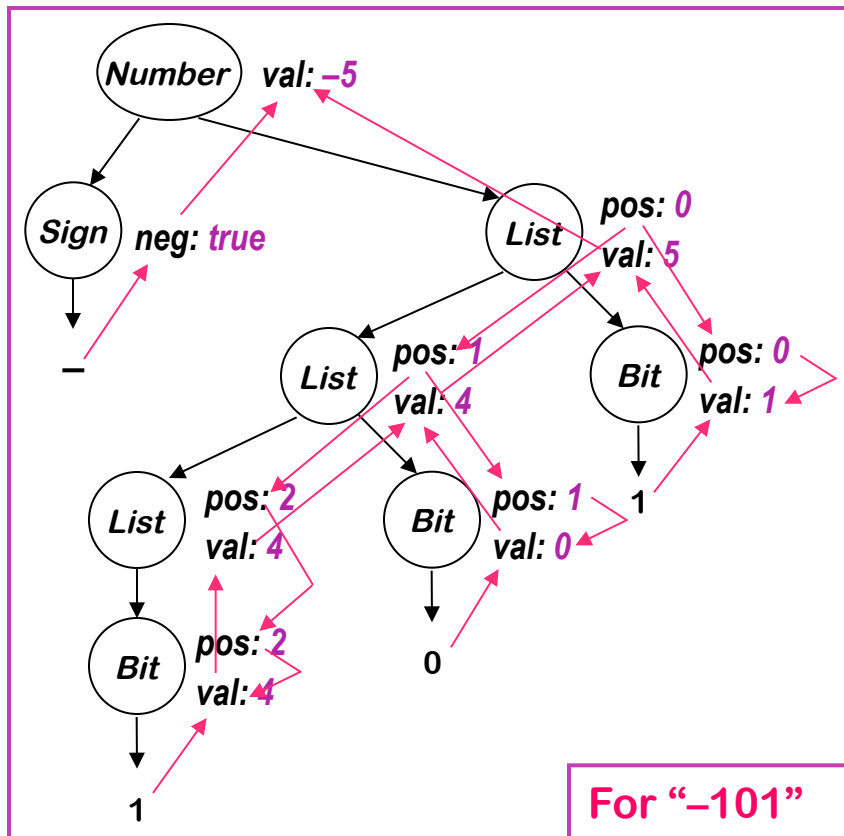 Number val: –5
Sign neg: true
List pos: 0
val: 5
–
List pos: 1
val: 4
Bit pos: 0
val: 1
List pos: 2
val: 4
Bit pos: 1
val: 0
1
Bit pos: 2
val: 4
0
1
For “–101”